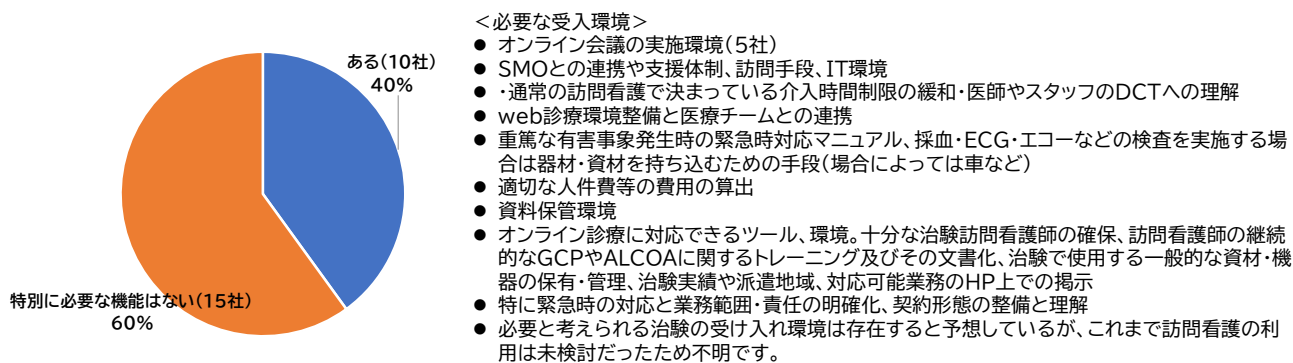 ある(10社)
40%
特別に必要な機能はない(15社)
60%
<必要な受入環境>
● オンライン会議の実施環境(5社)
● SMOとの連携や支援体制、訪問手段、IT環境
● ・通常の訪問看護で決まっている介入時間制限の緩和・医師やスタッフのDCTへの理解
● web診療環境整備と医療チームとの連携
● 重篤な有害事象発生時の緊急時対応マニュアル、採血・ECG・エコーなどの検査を実施する場
合は器材・資材を持ち込むための手段(場合によっては車など)
● 適切な人件費等の費用の算出
● 資料保管環境
● オンライン診療に対応できるツール、環境。十分な治験訪問看護師の確保、訪問看護師の継続
的なGCPやALCOAに関するトレーニング及びその文書化、治験で使用する一般的な資材・機
器の保有・管理、治験実績や派遣地域、対応可能業務のHP上での掲示
● 特に緊急時の対応と業務範囲・責任の明確化、契約形態の整備と理解
● 必要と考えられる治験の受け入れ環境は存在すると予想しているが、これまで訪問看護の利
用は未検討だったため不明です。